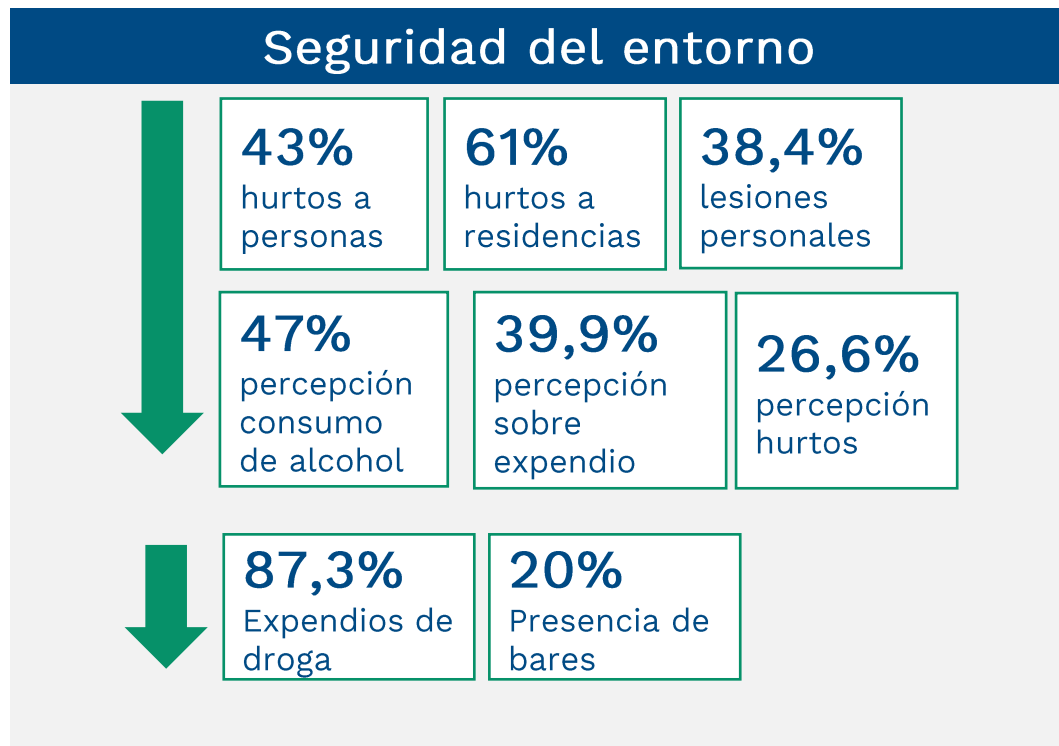 Seguridad del entorno
43%
hurtos a
personas
61%
hurtos a
residencias
38,4%
lesiones
personales
47%
percepción
consumo
de alcohol
39,9%
percepción
sobre
expendio
26,6%
percepción
hurtos
87,3%
Expendios de
droga
20%
Presencia de
bares